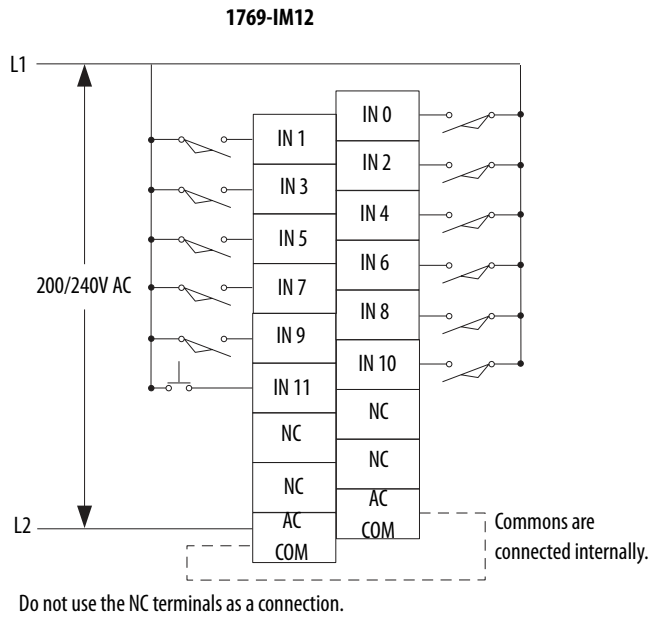 1769-IM12
L1
IN 0
IN 1
IN 2
IN 3
IN 4
IN 5
IN 6
200/240V AC
IN 7
IN 8
IN 9
IN 10
IN 11
NC
NC
NC
NC
AC
COM
L2
AC
COM
Commons are
connected internally.
Do not use the NC terminals as a connection.